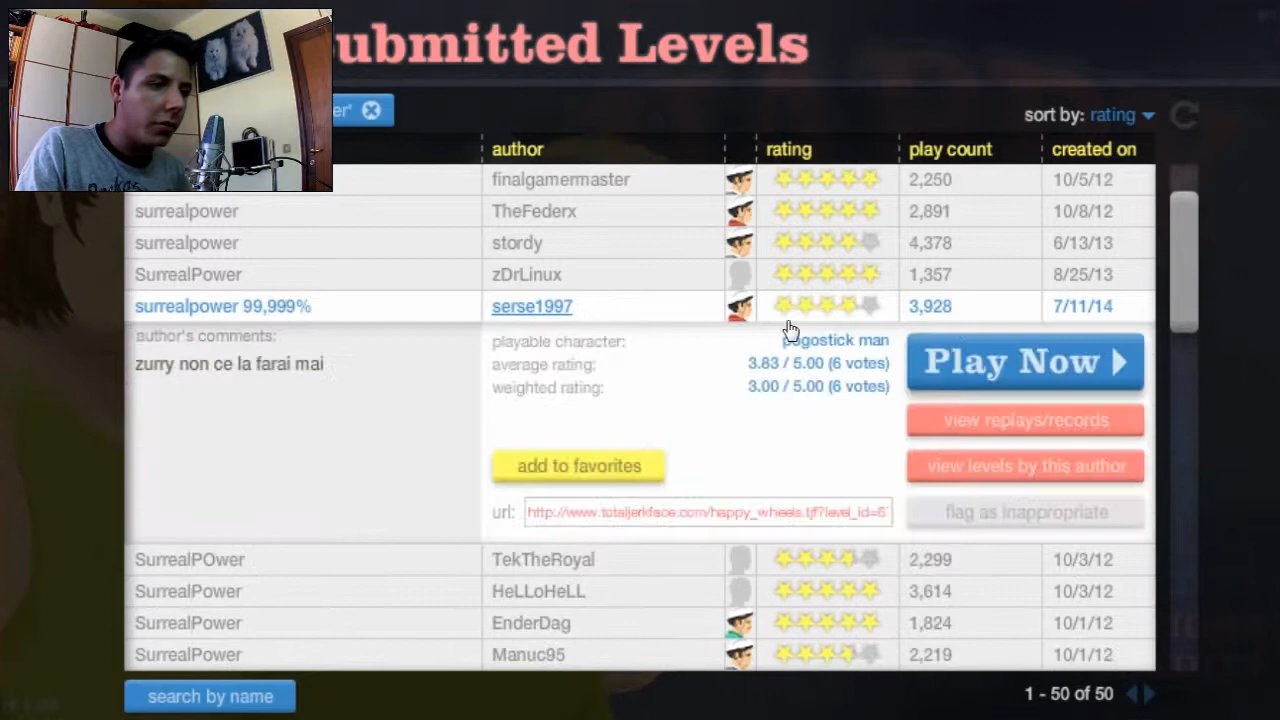 ubmitted Levels
er'
sort by: rating
author rating play count created on
finalgamermaster 2,250 10/5/12
surrealpower TheFederx 2,891 10/8/12
surrealpower stordy 4,378 6/13/13
SurrealPower zDrLinux 1,357 8/25/13
surrealpower 99,999% serse1997 3,928 7/11/14
author's comments:
zurry non ce la farai mai
playable character: pogostick man
average rating: 3.83 / 5.00 (6 votes)
weighted rating: 3.00 / 5.00 (6 votes)
Play Now
view replays/records
add to favorites
view levels by this author
url: http://www.totaljerkface.com/happy_wheels.tjf?level_id=6
flag as inappropriate
SurrealPOwer TekTheRoyal 2,299 10/3/12
SurrealPower HeLLoHeLL 3,614 10/3/12
SurrealPower EnderDag 1,824 10/1/12
SurrealPower Manuc95 2,219 10/1/12
search by name
1 - 50 of 50